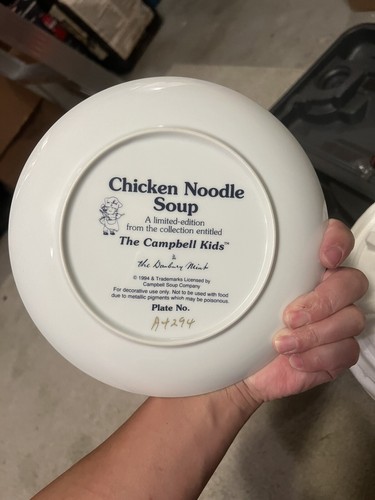 Chicken Noodle
Soup
A limited-edition
from the collection entitled
The Campbell Kids™
&
the Danbury Mint
© 1994 & Trademarks Licensed by
Campbell Soup Company
For decorative use only. Not to be used with food
due to metallic pigments which may be poisonous.
Plate No.
A+294